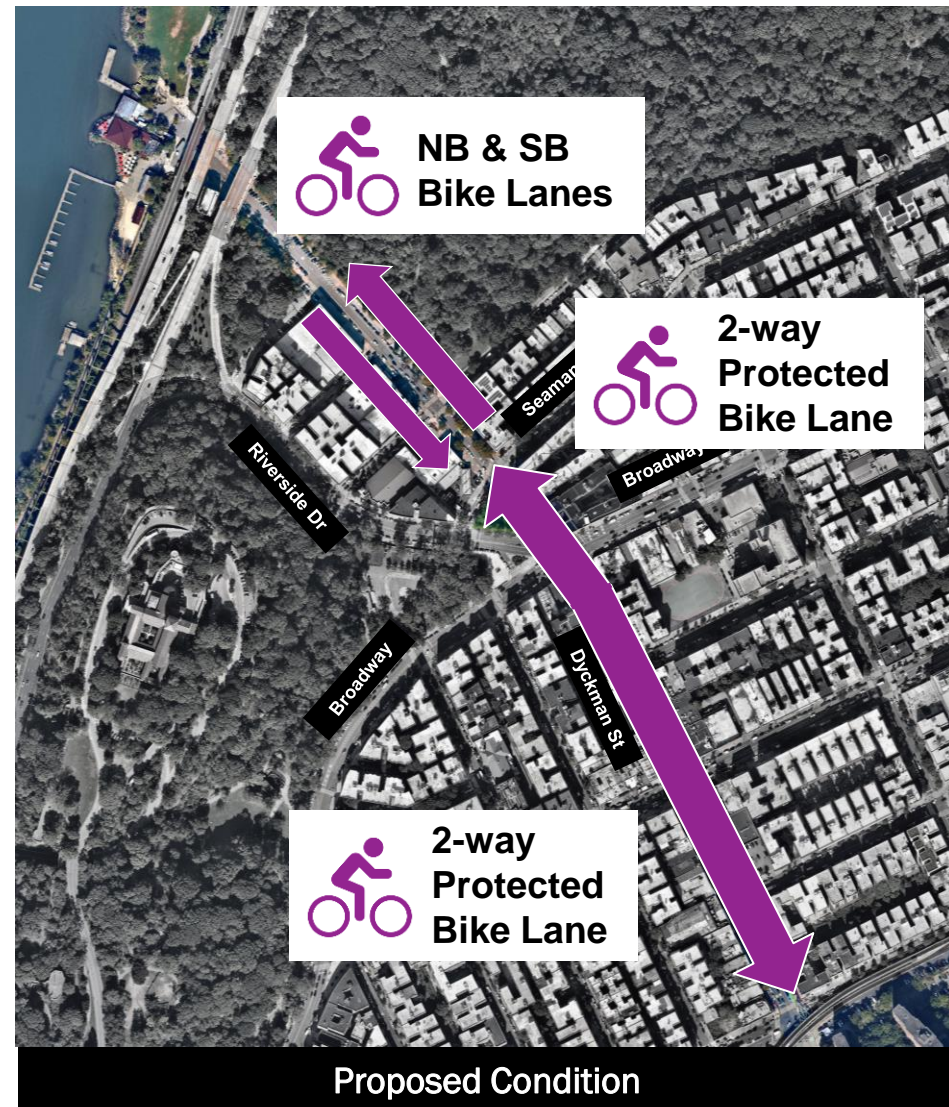 NB & SB
Bike Lanes
2-way
Protected
Bike Lane
Broadway
Riverside Dr
Broadway
Dyckman St
2-way
Protected
Bike Lane
Proposed Condition